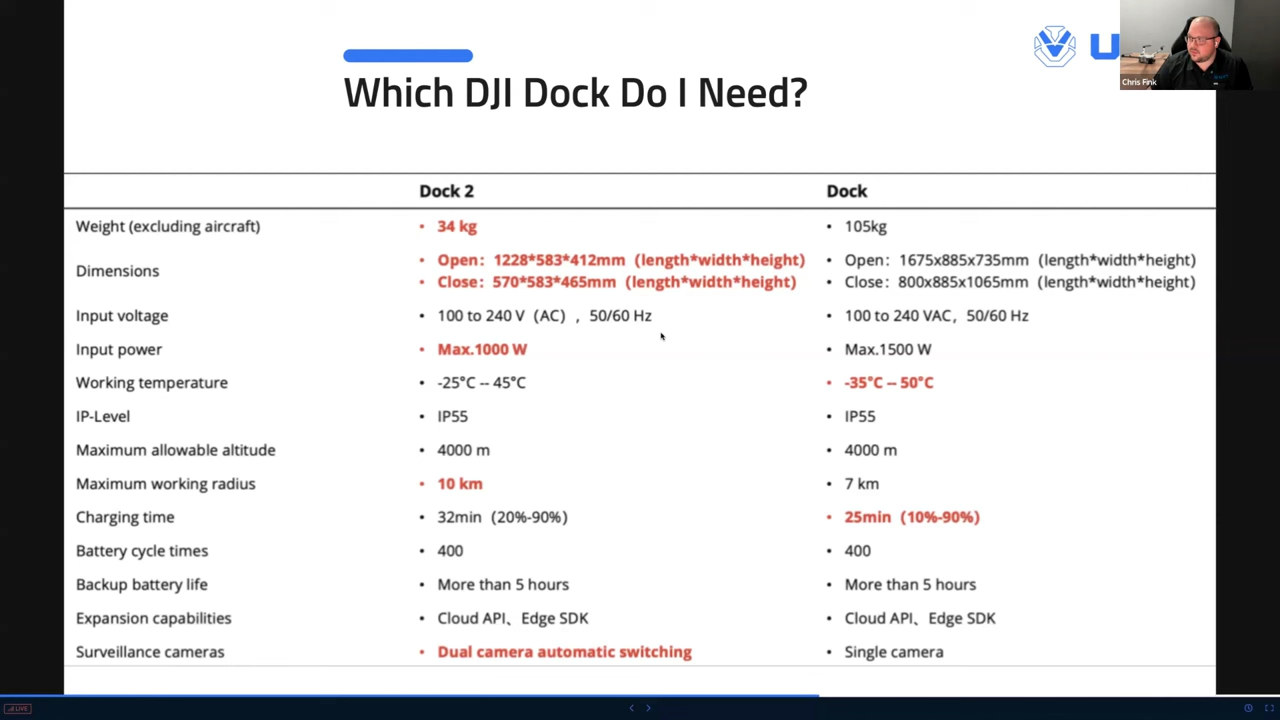 U
Chris Fink
Which DJI Dock Do I Need?
Dock 2 Dock
Weight (excluding aircraft) • 34 kg • 105kg
Dimensions • Open：1228*583*412mm（length*width*height） • Open：1675x885x735mm（length*width*height）
• Close：570*583*465mm（length*width*height） • Close：800x885x1065mm（length*width*height）
Input voltage • 100 to 240 V（AC），50/60 Hz • 100 to 240 VAC，50/60 Hz
Input power • Max.1000 W • Max.1500 W
Working temperature • -25°C -- 45°C • -35°C -- 50°C
IP-Level • IP55 • IP55
Maximum allowable altitude • 4000 m • 4000 m
Maximum working radius • 10 km • 7 km
Charging time • 32min（20%-90%） • 25min（10%-90%）
Battery cycle times • 400 • 400
Backup battery life • More than 5 hours • More than 5 hours
Expansion capabilities • Cloud API、Edge SDK • Cloud API、Edge SDK
Surveillance cameras • Dual camera automatic switching • Single camera
LIVE